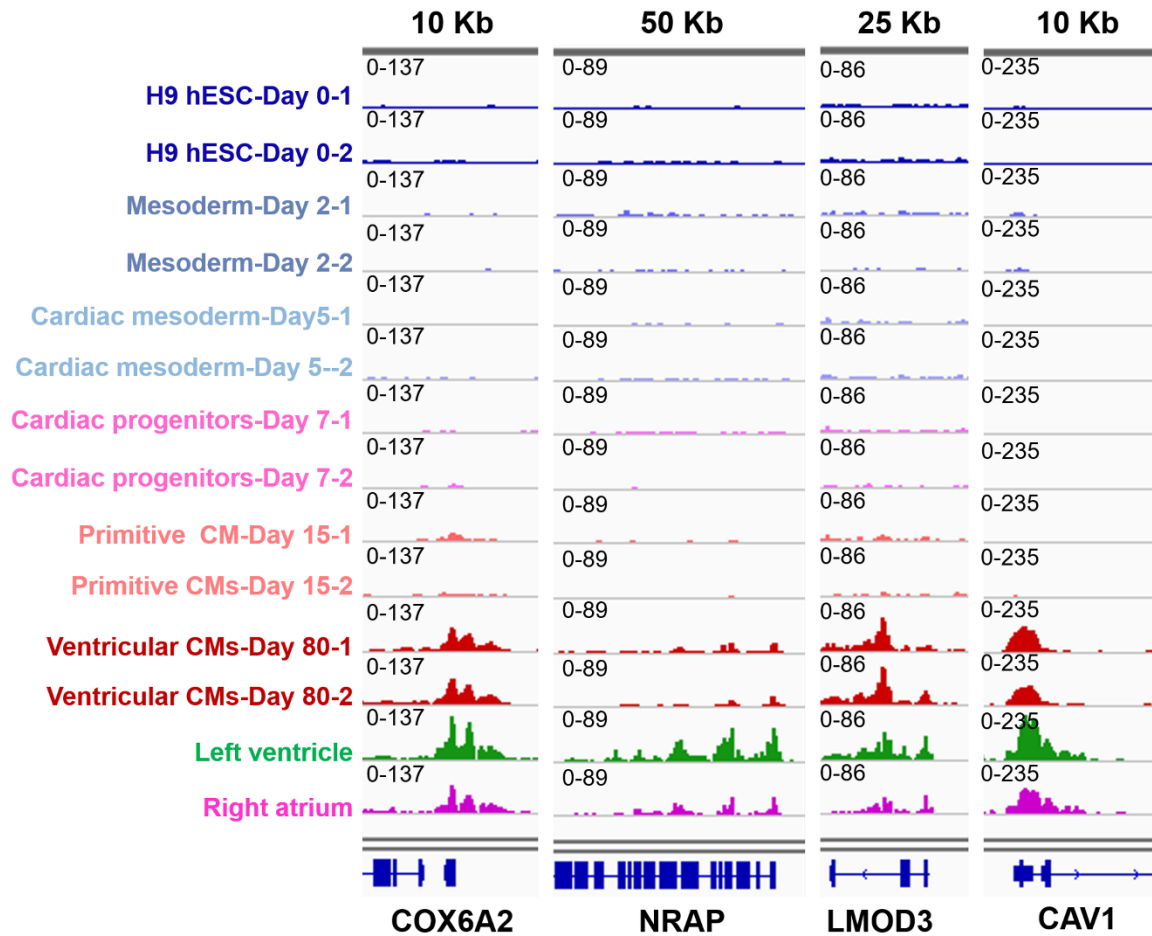 10 Kb 50 Kb 25 Kb 10 Kb
0-137 0-89 0-86 0-235
H9 hESC-Day 0-1
0-137 0-89 0-86 0-235
H9 hESC-Day 0-2
0-137 0-89 0-86 0-235
Mesoderm-Day 2-1
0-137 0-89 0-86 0-235
Mesoderm-Day 2-2
0-137 0-89 0-86 0-235
Cardiac mesoderm-Day5-1
0-137 0-89 0-86 0-235
Cardiac mesoderm-Day 5--2
0-137 0-89 0-86 0-235
Cardiac progenitors-Day 7-1
0-137 0-89 0-86 0-235
Cardiac progenitors-Day 7-2
0-137 0-89 0-86 0-235
Primitive  CM-Day 15-1
0-137 0-89 0-86 0-235
Primitive CMs-Day 15-2
0-137 0-89 0-86 0-235
Ventricular CMs-Day 80-1
0-137 0-89 0-86 0-235
Ventricular CMs-Day 80-2
0-137 0-89 0-86 0-235
Left ventricle
0-137 0-89 0-86 0-235
Right atrium
COX6A2 NRAP LMOD3 CAV1